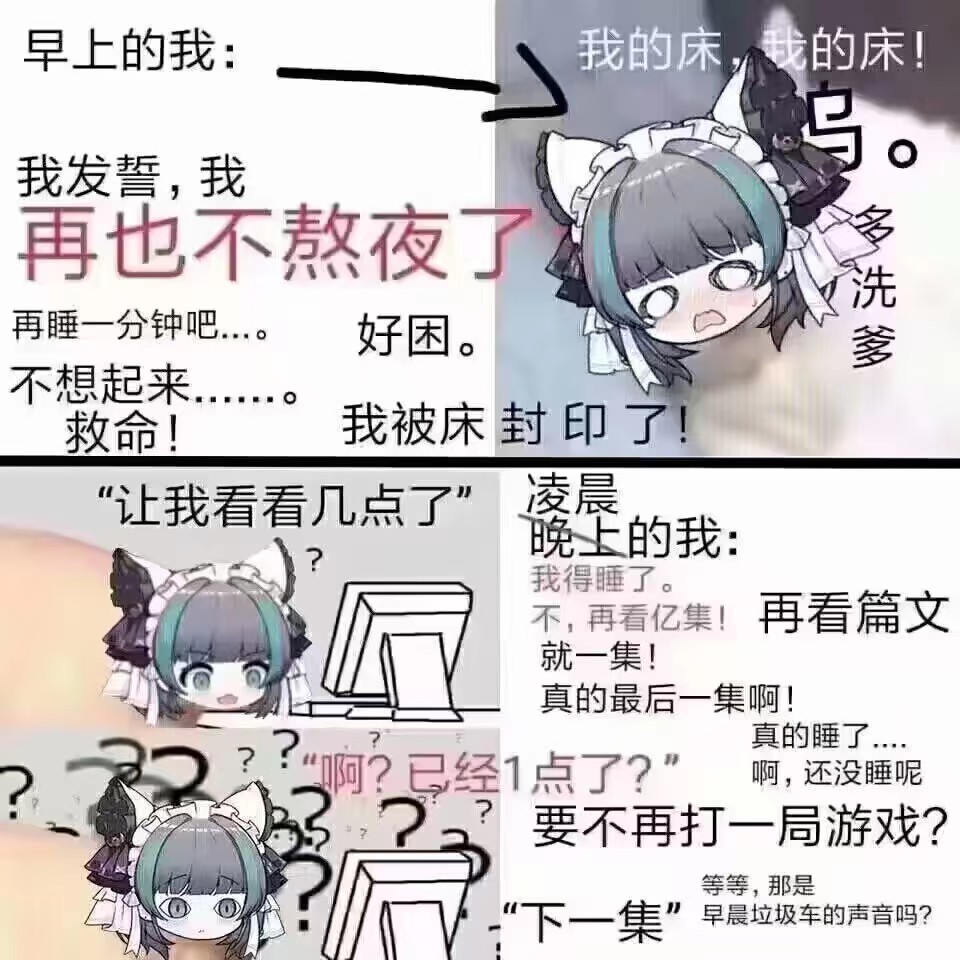 早上的我：
我的床，我的床！
呜。
我发誓，我
再也不熬夜了
多洗爹
再睡一分钟吧...。
好困。
不想起来......。
救命！
我被床封印了！
“让我看看几点了”
?
凌晨
晚上的我：
我得睡了。
不，再看亿集！
再看篇文
就一集！
真的最后一集啊！
真的睡了....
啊，还没睡呢
“啊？已经1点了？”
要不再打一局游戏？
等等，那是
早晨垃圾车的声音吗？
“下一集”